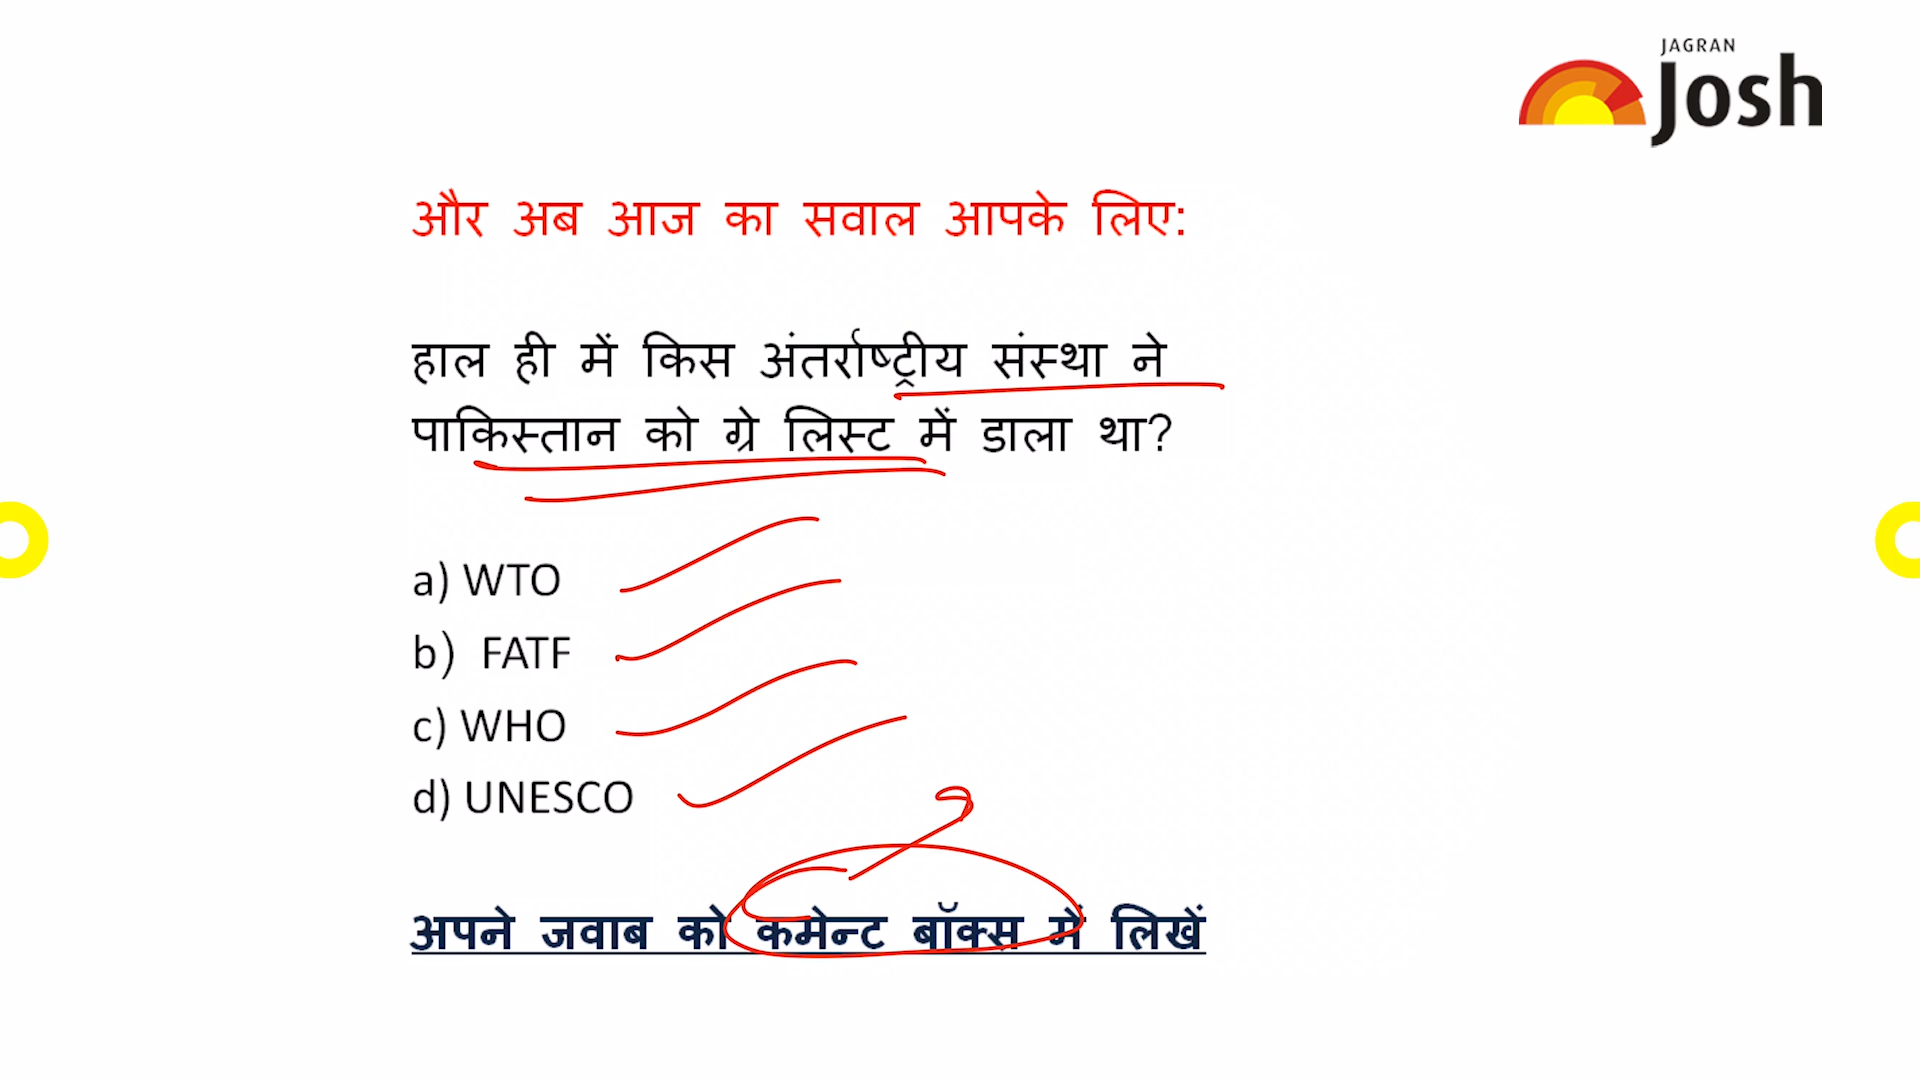 JAGRAN
Josh
और अब आज का सवाल आपके लिए:
हाल ही में किस अंतर्राष्ट्रीय संस्था ने
पाकिस्तान को ग्रे लिस्ट में डाला था?
a) WTO
b) FATF
c) WHO
d) UNESCO
अपने जवाब को कमेन्ट बॉक्स में लिखें